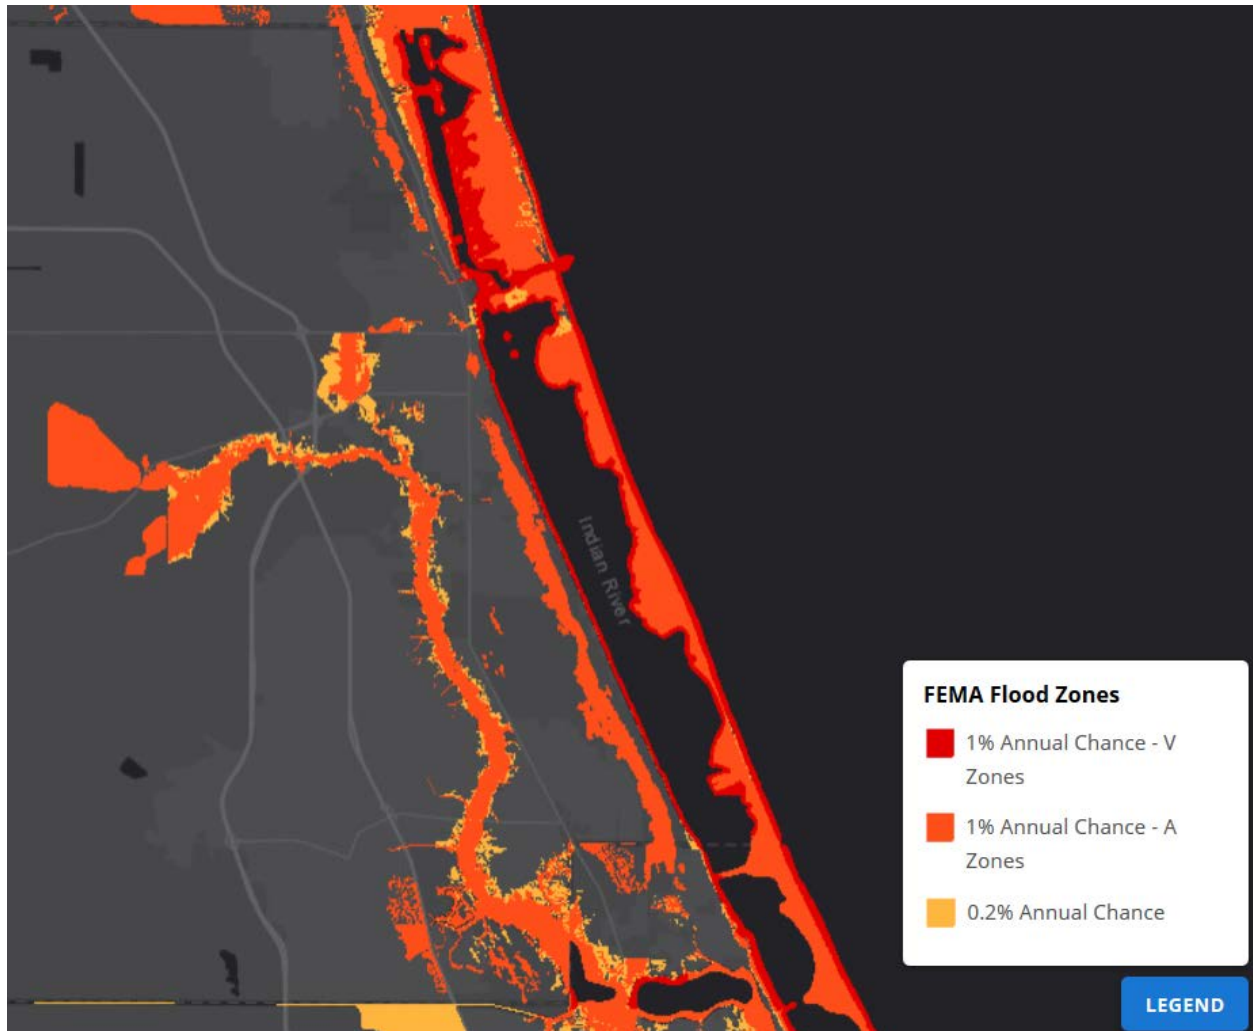 Indian River
FEMA Flood Zones
1% Annual Chance - V
Zones
1% Annual Chance - A
Zones
0.2% Annual Chance
LEGEND